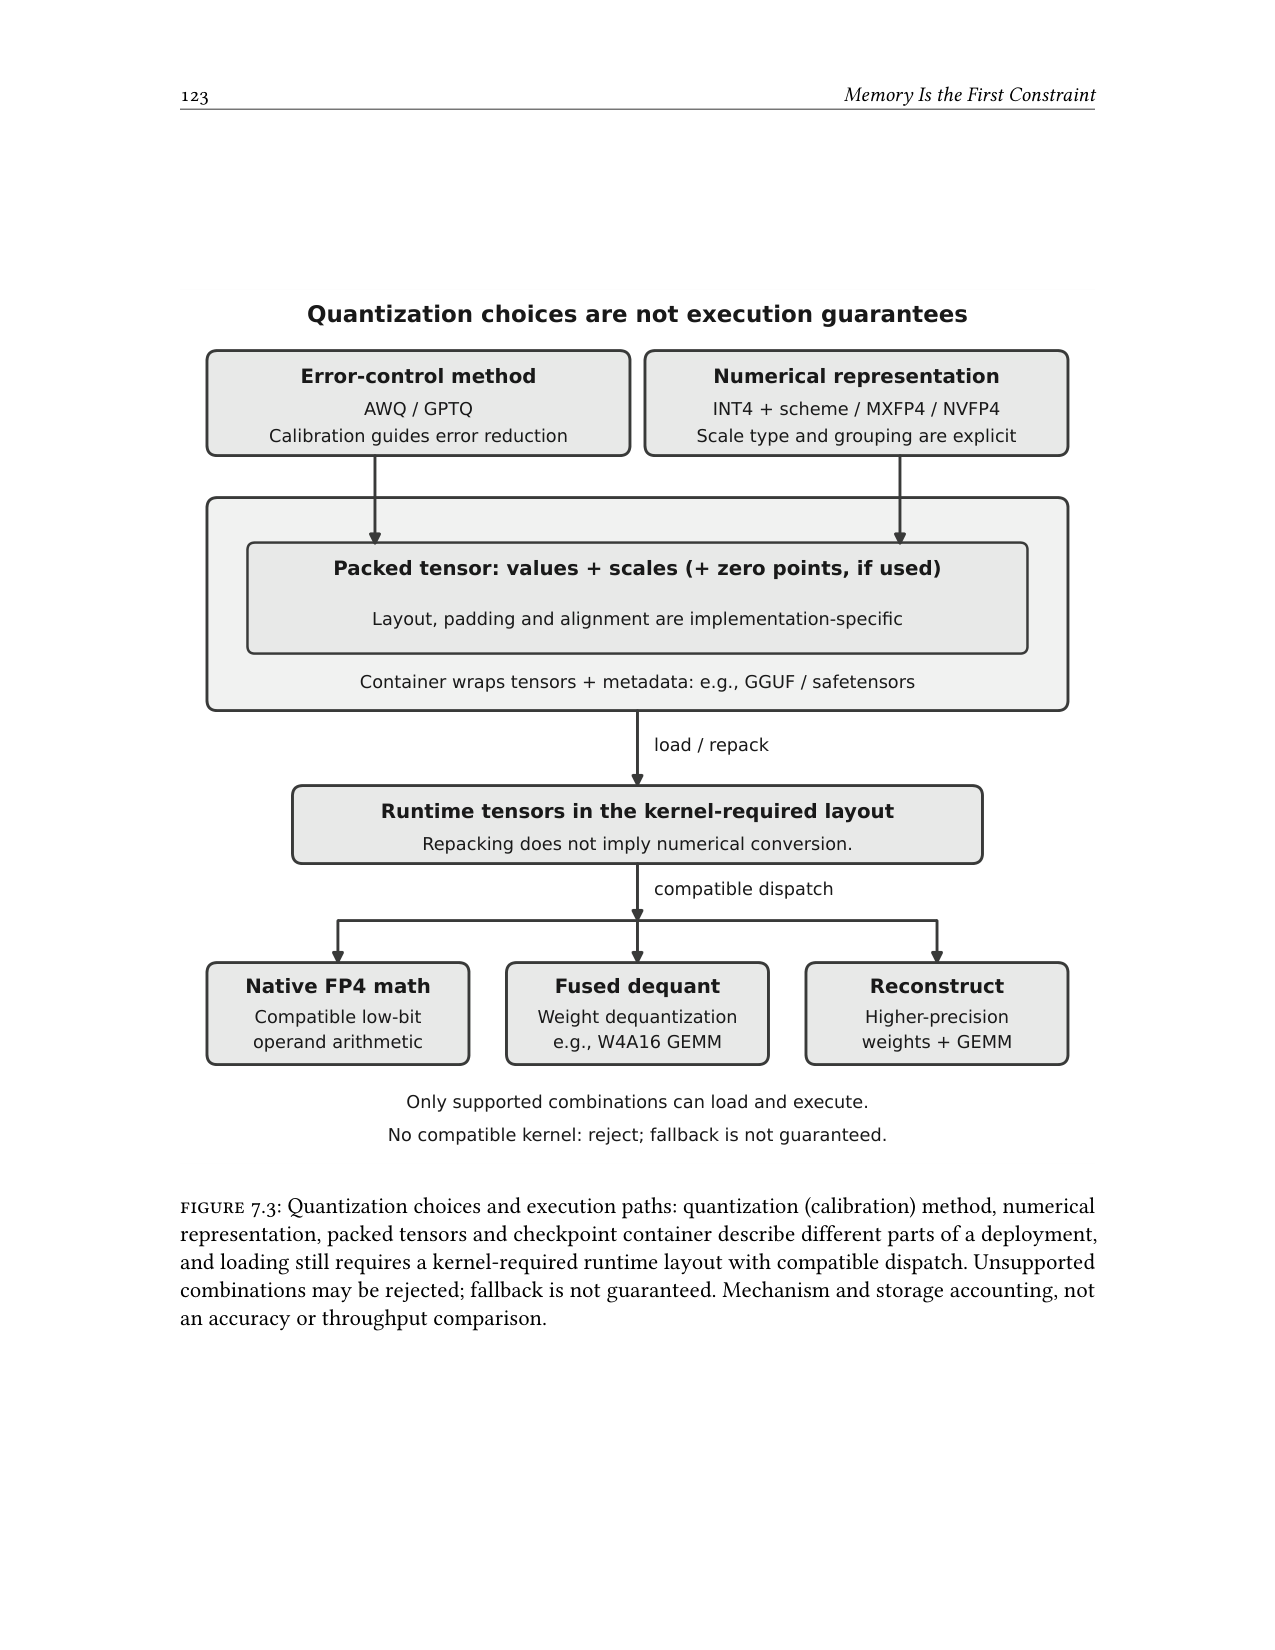 123
Memory Is the First Constraint
Quantization choices are not execution guarantees
Error-control method
AWQ / GPTQ
Calibration guides error reduction
Numerical representation
INT4 + scheme / MXFP4 / NVFP4
Scale type and grouping are explicit
Packed tensor: values + scales (+ zero points, if used)
Layout, padding and alignment are implementation-specific
Container wraps tensors + metadata: e.g., GGUF / safetensors
load / repack
Runtime tensors in the kernel-required layout
Repacking does not imply numerical conversion.
compatible dispatch
Native FP4 math
Compatible low-bit
operand arithmetic
Fused dequant
Weight dequantization
e.g., W4A16 GEMM
Reconstruct
Higher-precision
weights + GEMM
Only supported combinations can load and execute.
No compatible kernel: reject; fallback is not guaranteed.
FIGURE 7.3: Quantization choices and execution paths: quantization (calibration) method, numerical
representation, packed tensors and checkpoint container describe different parts of a deployment,
and loading still requires a kernel-required runtime layout with compatible dispatch. Unsupported
combinations may be rejected; fallback is not guaranteed. Mechanism and storage accounting, not
an accuracy or throughput comparison.